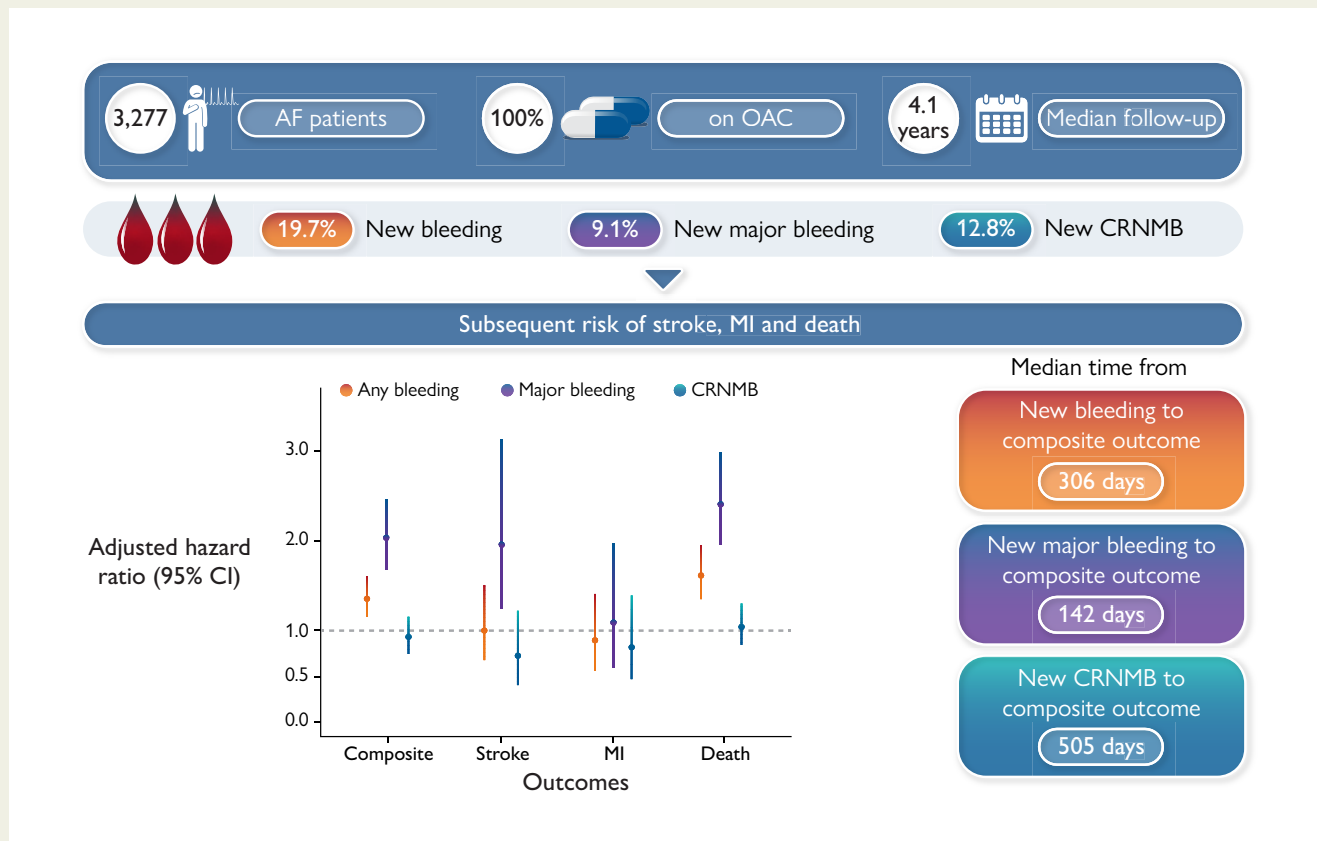 3,277
AF patients
100%
on OAC
4.1
years
Median follow-up
19.7%
New bleeding
9.1%
New major bleeding
12.8%
New CRNMB
Subsequent risk of stroke, MI and death
Any bleeding
Major bleeding
CRNMB
Adjusted hazard
ratio (95% CI)
3.0
2.0
1.0
0.5
0.0
Composite
Stroke
MI
Death
Outcomes
Median time from
New bleeding to
composite outcome
306 days
New major bleeding to
composite outcome
142 days
New CRNMB to
composite outcome
505 days